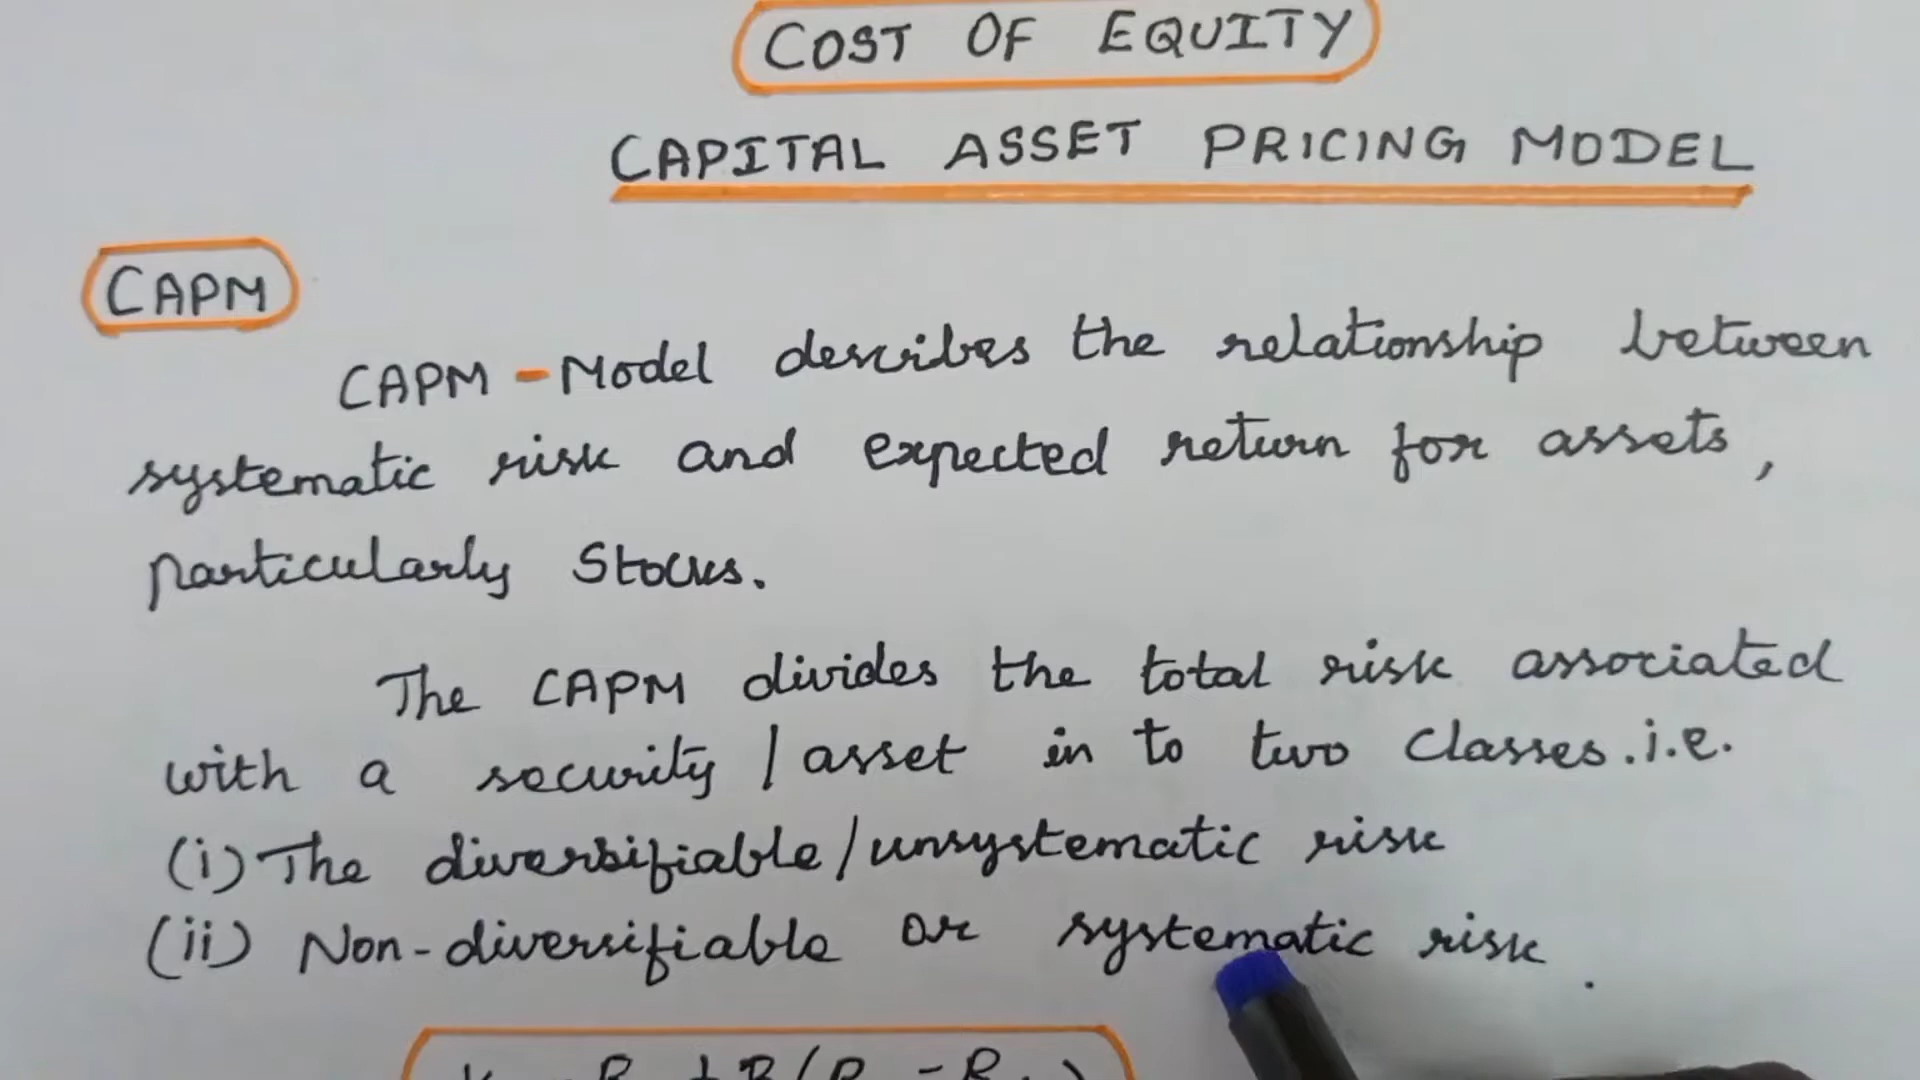 COST OF EQUITY
CAPITAL ASSET PRICING MODEL
CAPM
CAPM - Model describes the relationship between
systematic risk and expected return for assets,
particularly Stocks.
The CAPM divides the total risk associated
with a security / asset in to two classes. i.e.
(i) The diversifiable/unsystematic risk
(ii) Non-diversifiable or systematic risk.